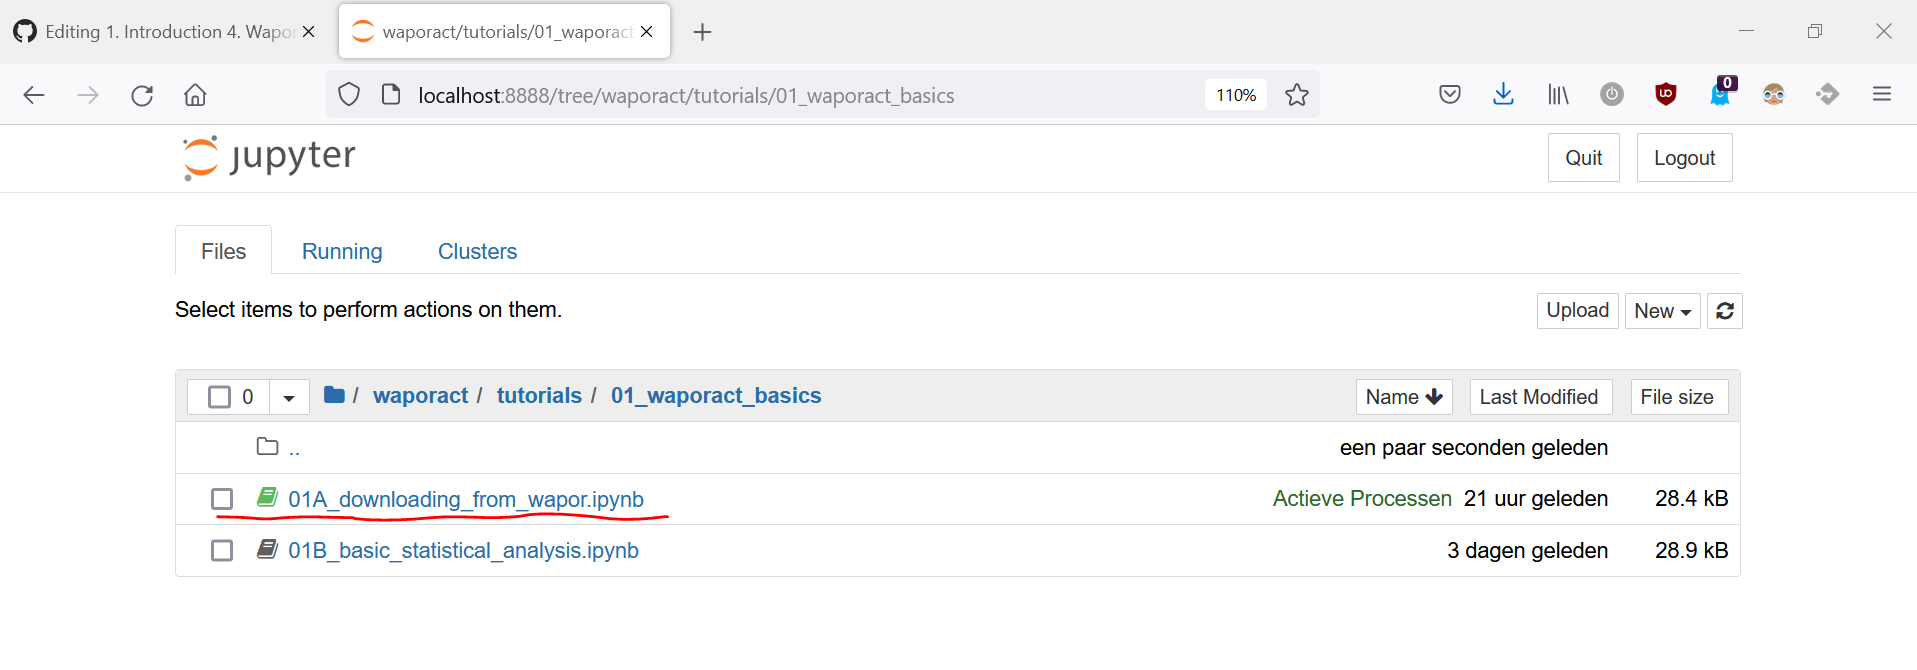 Editing 1. Introduction 4. Wapor
waporact/tutorials/01_waporact
localhost:8888/tree/waporact/tutorials/01_waporact_basics
110%
0
jupyter
Quit
Logout
Files
Running
Clusters
Select items to perform actions on them.
Upload
New
0
/ waporact / tutorials / 01_waporact_basics
Name
Last Modified
File size
..
een paar seconden geleden
01A_downloading_from_wapor.ipynb
Actieve Processen 21 uur geleden
28.4 kB
01B_basic_statistical_analysis.ipynb
3 dagen geleden
28.9 kB